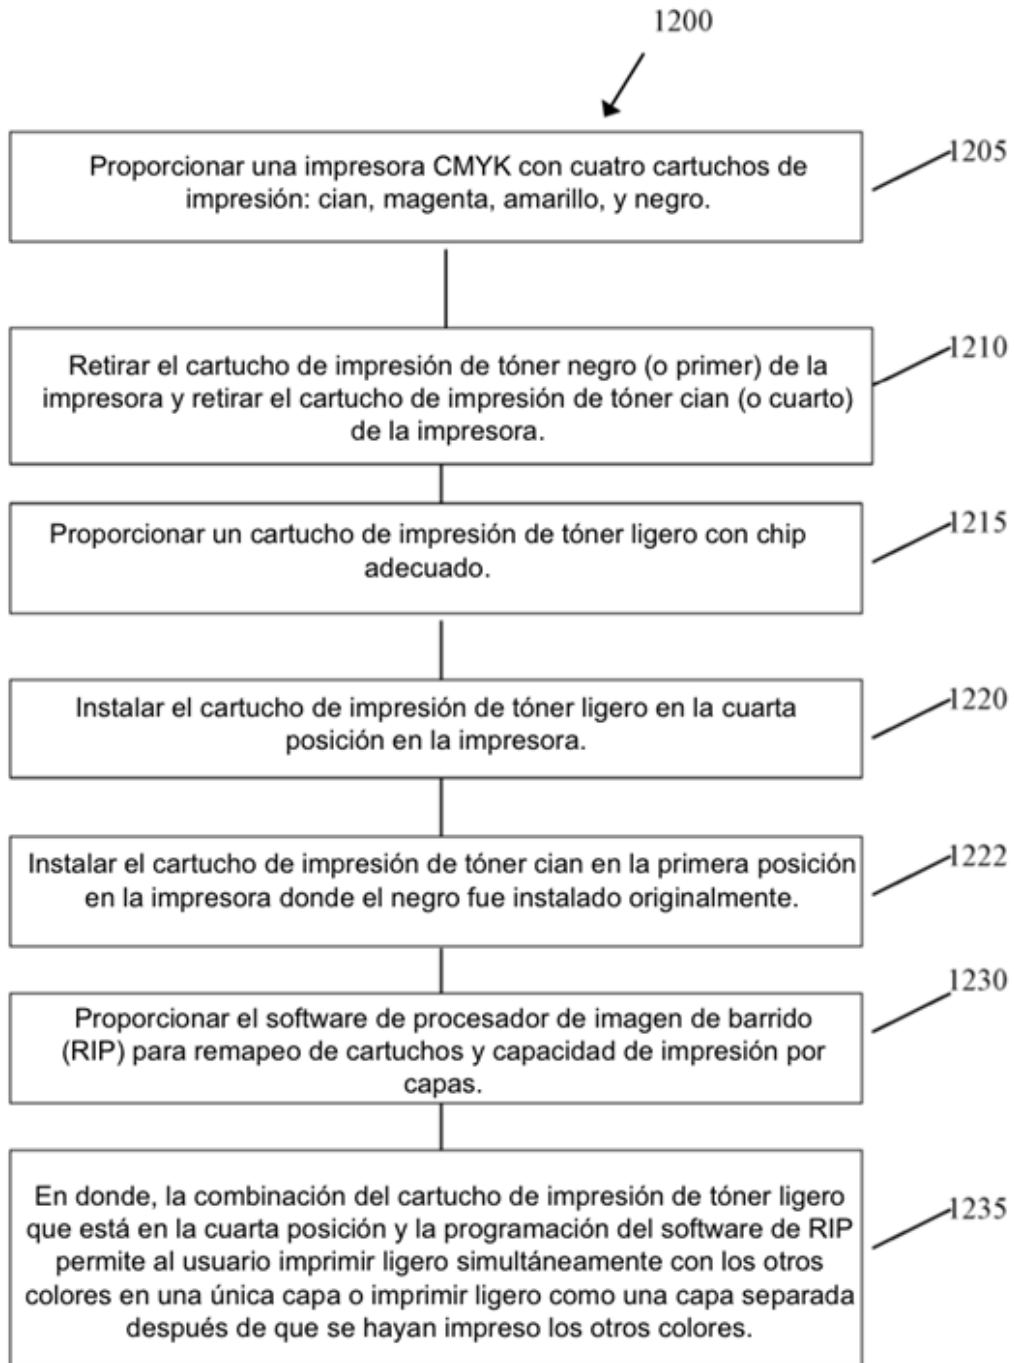 1200
Proporcionar una impresora CMYK con cuatro cartuchos de
impresión: cian, magenta, amarillo, y negro.
1205
Retirar el cartucho de impresión de tóner negro (o primer) de la
impresora y retirar el cartucho de impresión de tóner cian (o cuarto)
de la impresora.
1210
Proporcionar un cartucho de impresión de tóner ligero con chip
adecuado.
1215
Instalar el cartucho de impresión de tóner ligero en la cuarta
posición en la impresora.
1220
Instalar el cartucho de impresión de tóner cian en la primera posición
en la impresora donde el negro fue instalado originalmente.
1222
Proporcionar el software de procesador de imagen de barrido
(RIP) para remapeo de cartuchos y capacidad de impresión por
capas.
1230
En donde, la combinación del cartucho de impresión de tóner ligero
que está en la cuarta posición y la programación del software de RIP
permite al usuario imprimir ligero simultáneamente con los otros
colores en una única capa o imprimir ligero como una capa separada
después de que se hayan impreso los otros colores.
1235